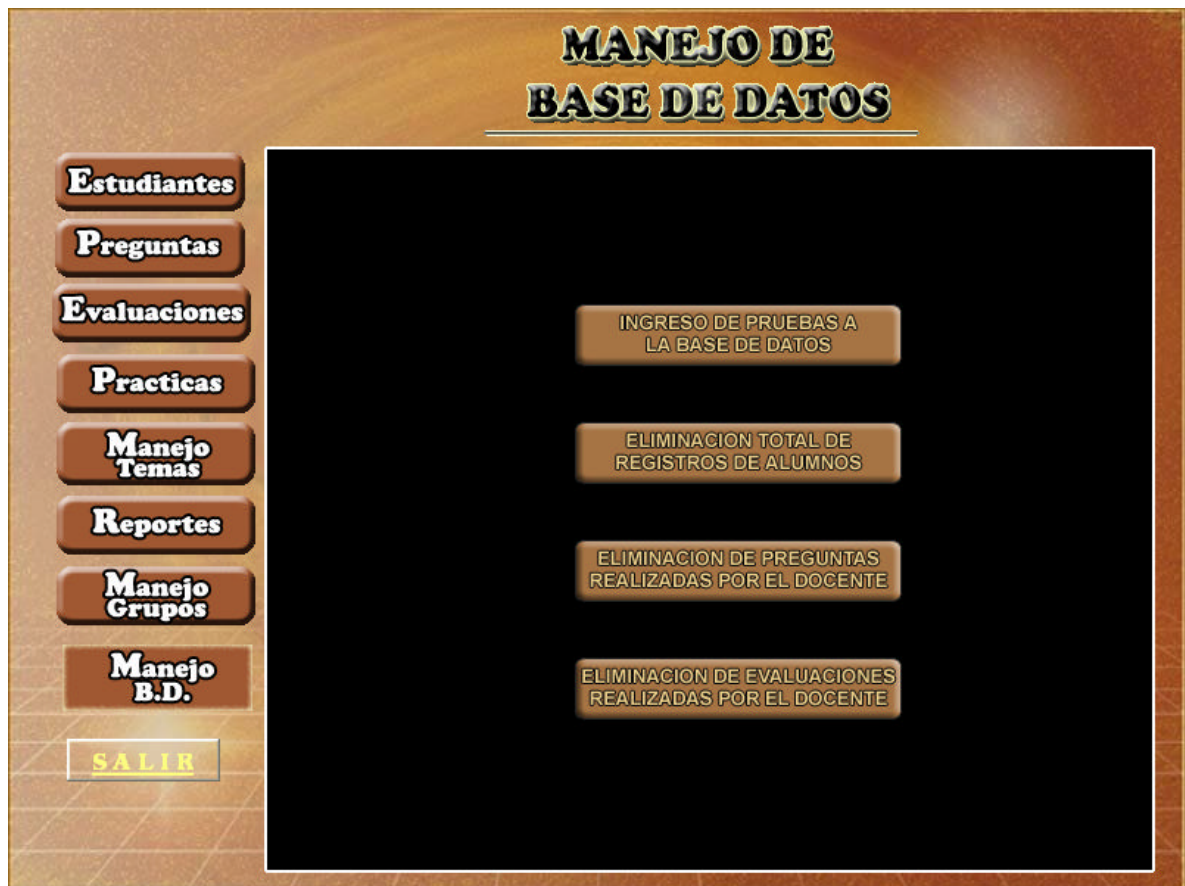 MANEJO DE
BASE DE DATOS
Estudiantes
Preguntas
Evaluaciones
Practicas
Manejo
Temas
Reportes
Manejo
Grupos
Manejo
B.D.
SALIR
INGRESO DE PRUEBAS A
LA BASE DE DATOS
ELIMINACION TOTAL DE
REGISTROS DE ALUMNOS
ELIMINACION DE PREGUNTAS
REALIZADAS POR EL DOCENTE
ELIMINACION DE EVALUACIONES
REALIZADAS POR EL DOCENTE